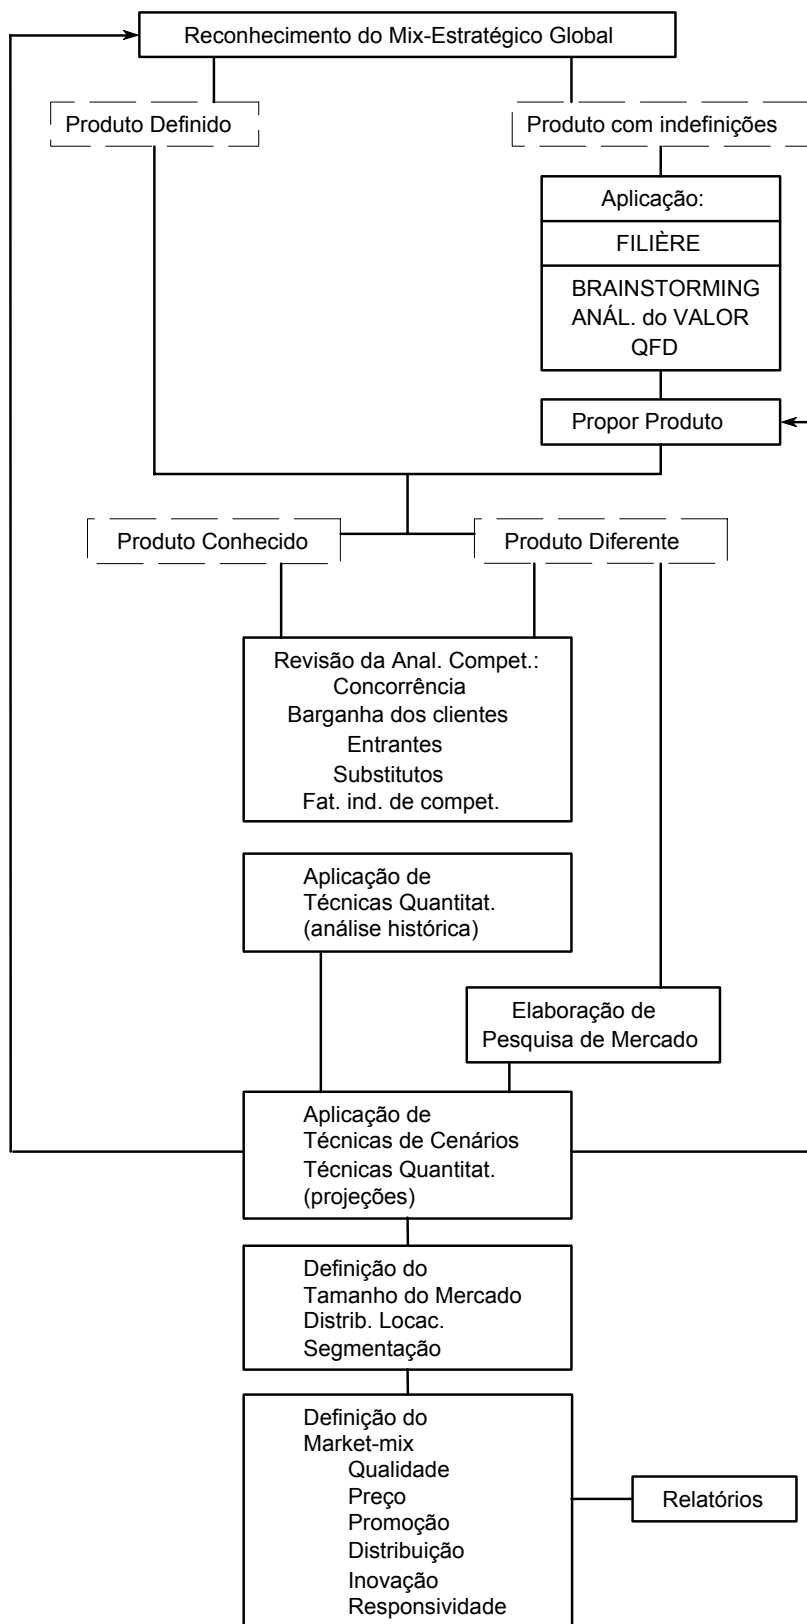 Reconhecimento do Mix-Estratégico Global
Produto Definido
Produto com indefinições
Aplicação:
FILIÈRE
BRAINSTORMING
ANÁL. do VALOR
QFD
Propor Produto
Produto Conhecido
Produto Diferente
Revisão da Anal. Compet.:
Concorrência
Barganha dos clientes
Entrantes
Substitutos
Fat. ind. de compet.
Aplicação de
Técnicas Quantitat.
(análise histórica)
Elaboração de
Pesquisa de Mercado
Aplicação de
Técnicas de Cenários
Técnicas Quantitat.
(projeções)
Definição do
Tamanho do Mercado
Distrib. Locac.
Segmentação
Definição do
Market-mix
Qualidade
Preço
Promoção
Distribuição
Inovação
Responsividade
Relatórios